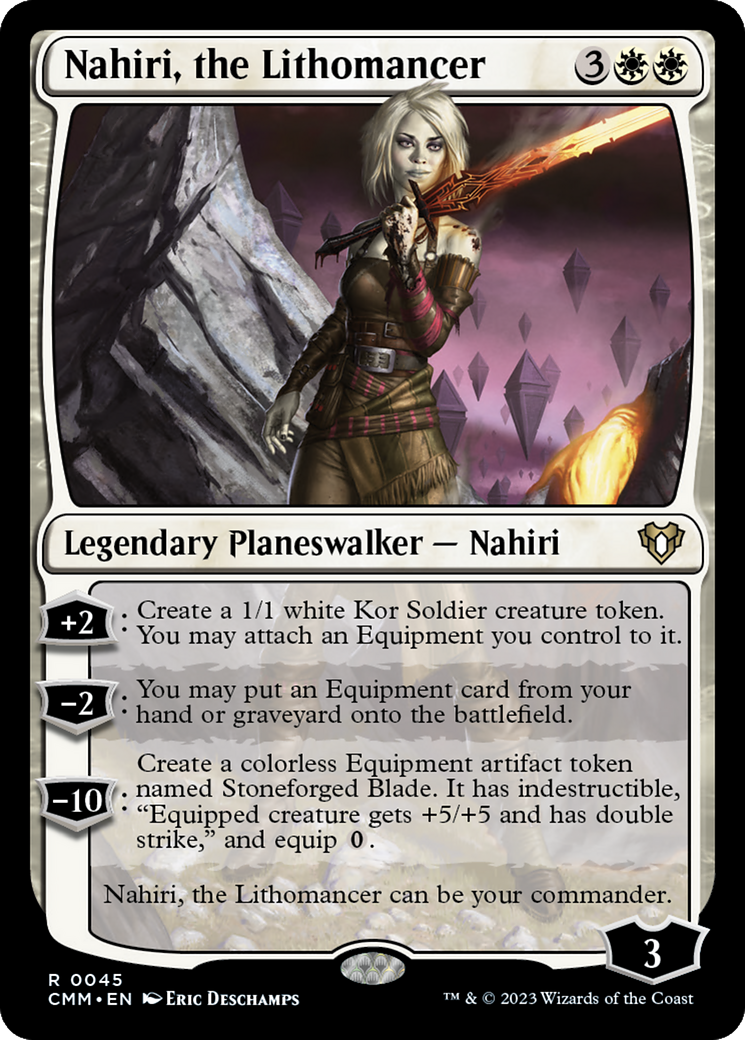 Nahiri, the Lithomancer 3
Legendary Planeswalker — Nahiri
+2: Create a 1/1 white Kor Soldier creature token.
You may attach an Equipment you control to it.
−2: You may put an Equipment card from your
hand or graveyard onto the battlefield.
Create a colorless Equipment artifact token
−10: named Stoneforged Blade. It has indestructible,
“Equipped creature gets +5/+5 and has double
strike,” and equip 0.
Nahiri, the Lithomancer can be your commander.
3
R 0045
CMM • EN Eric Deschamps
™ & © 2023 Wizards of the Coast